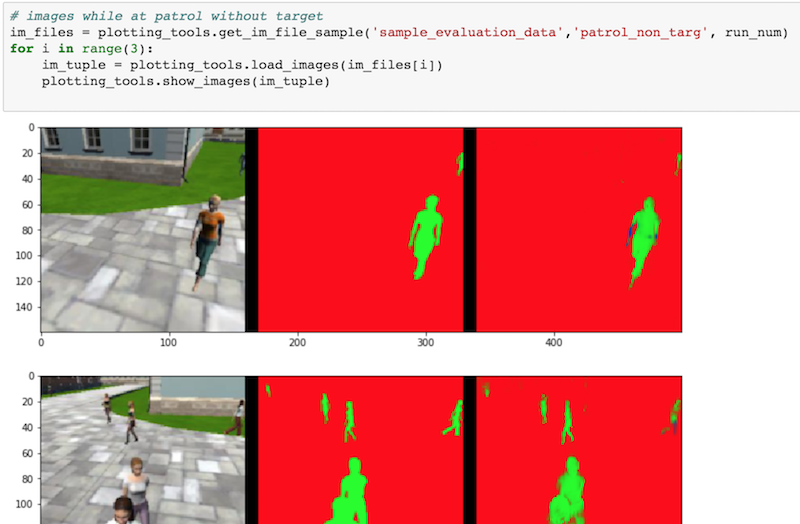 # images while at patrol without target
im_files = plotting_tools.get_im_file_sample('sample_evaluation_data','patrol_non_targ', run_num)
for i in range(3):
    im_tuple = plotting_tools.load_images(im_files[i])
    plotting_tools.show_images(im_tuple)
0
20
40
60
80
100
120
140
0 100 200 300 400
0
20
40
60
80
100